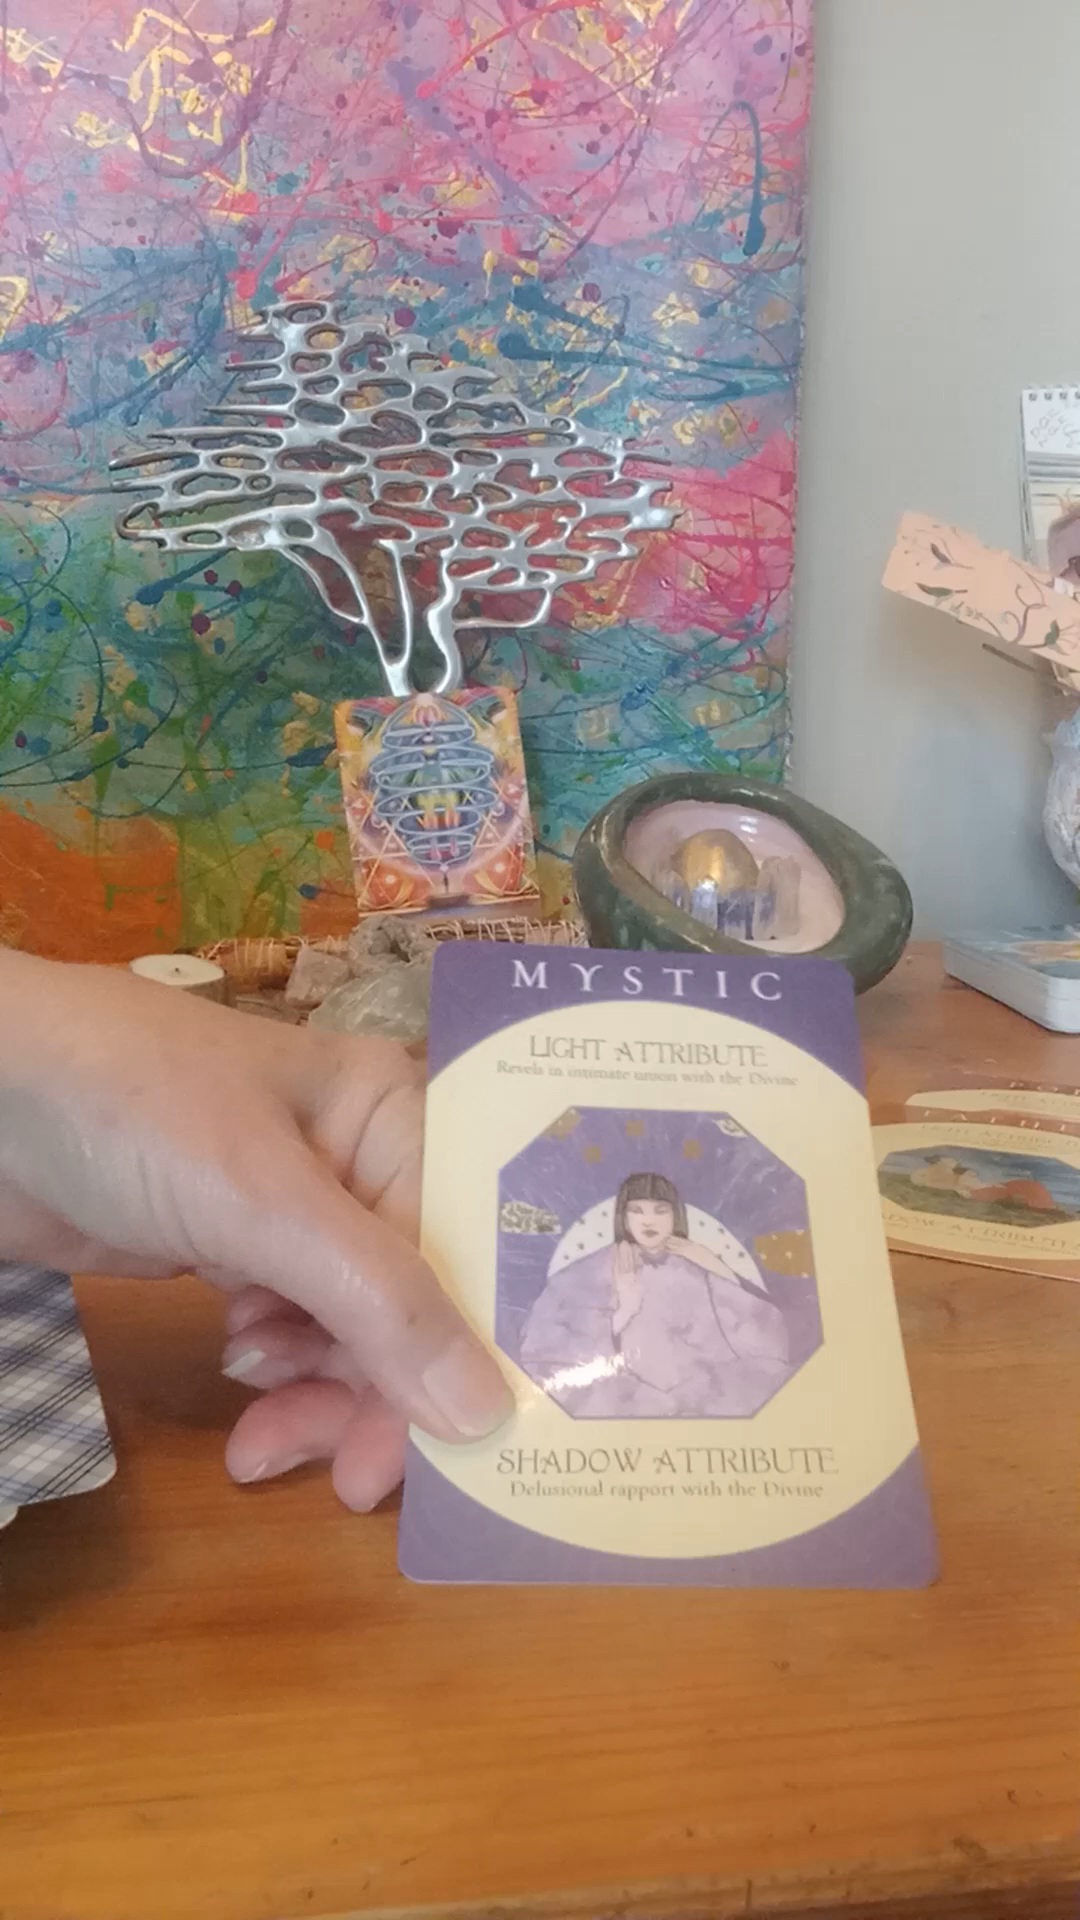 MYSTIC
LIGHT ATTRIBUTE
Revels in intimate union with the Divine
SHADOW ATTRIBUTE
Delusional rapport with the Divine